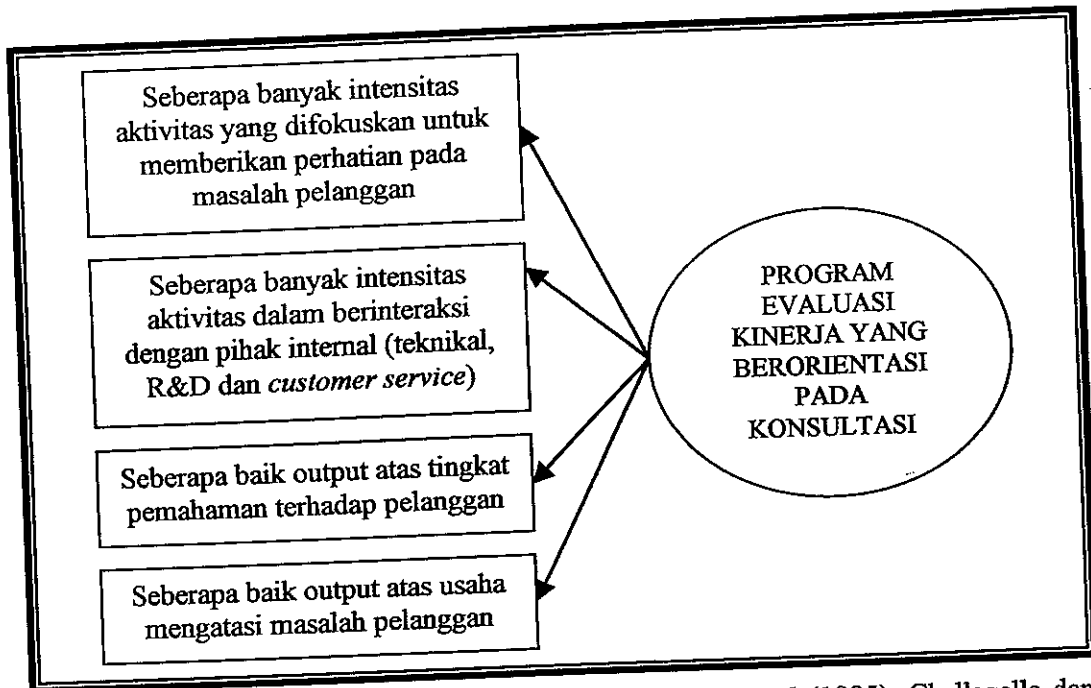 Seberapa banyak intensitas
aktivitas yang difokuskan untuk
memberikan perhatian pada
masalah pelanggan
Seberapa banyak intensitas
aktivitas dalam berinteraksi
dengan pihak internal (teknikal,
R&D dan customer service)
Seberapa baik output atas tingkat
pemahaman terhadap pelanggan
Seberapa baik output atas usaha
mengatasi masalah pelanggan
PROGRAM
EVALUASI
KINERJA YANG
BERORIENTASI
PADA
KONSULTASI
dan